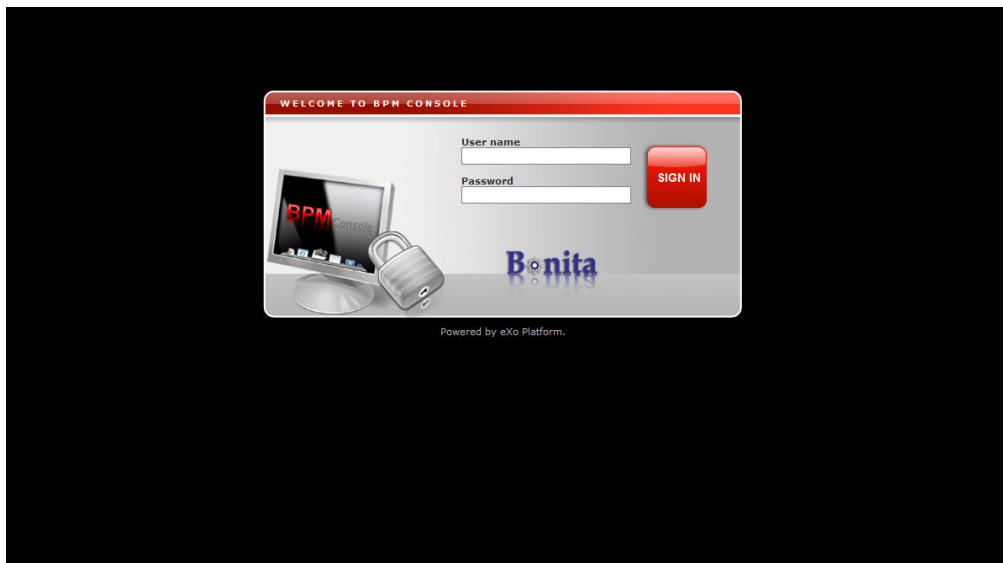 WELCOME TO BPM CONSOLE
User name
Password
SIGN IN
BPM Console
Bonita
Powered by eXo Platform.